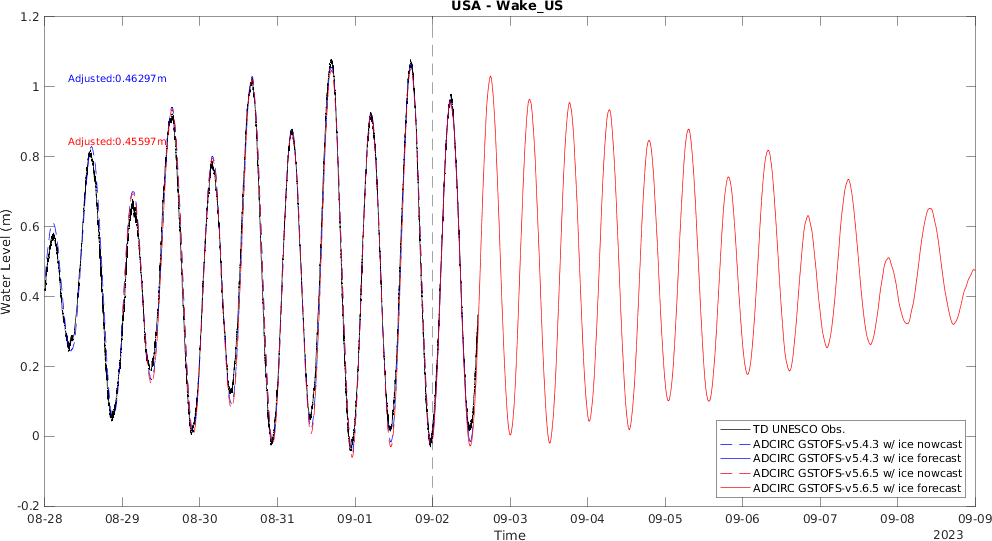 USA - Wake_US
1.2
1
0.8
0.6
0.4
0.2
0
-0.2
Water Level (m)
Adjusted:0.46297m
Adjusted:0.45597m
TD UNESCO Obs.
ADCIRC GSTOFS-v5.4.3 w/ ice nowcast
ADCIRC GSTOFS-v5.4.3 w/ ice forecast
ADCIRC GSTOFS-v5.6.5 w/ ice nowcast
ADCIRC GSTOFS-v5.6.5 w/ ice forecast
08-28 08-29 08-30 08-31 09-01 09-02 09-03 09-04 09-05 09-06 09-07 09-08 09-09
Time
2023